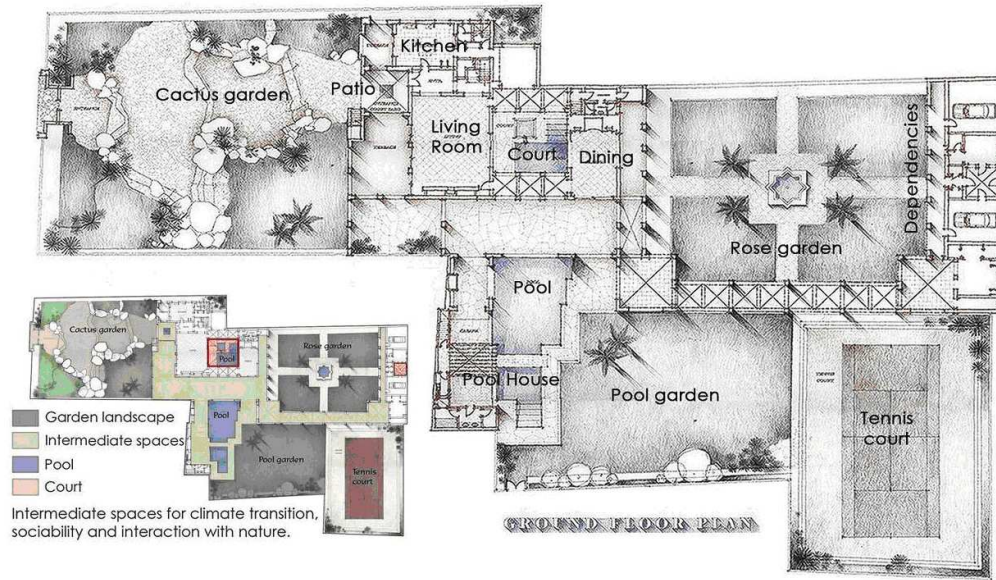 Kitchen
Cactus garden
Patio
Living
Room
Court
Dining
Dependencies
Rose garden
Pool
Pool House
Pool garden
Tennis
court
GROUND FLOOR PLAN
Cactus garden
Pool
Rose garden
Pool
Pool garden
Tennis
court
Garden landscape
Intermediate spaces
Pool
Court
Intermediate spaces for climate transition,
sociability and interaction with nature.